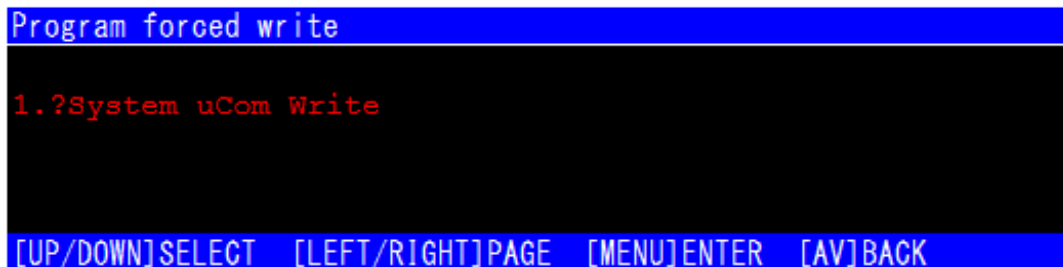 Program forced write
1.?System uCom Write
[UP/DOWN]SELECT [LEFT/RIGHT]PAGE [MENU]ENTER [AV]BACK